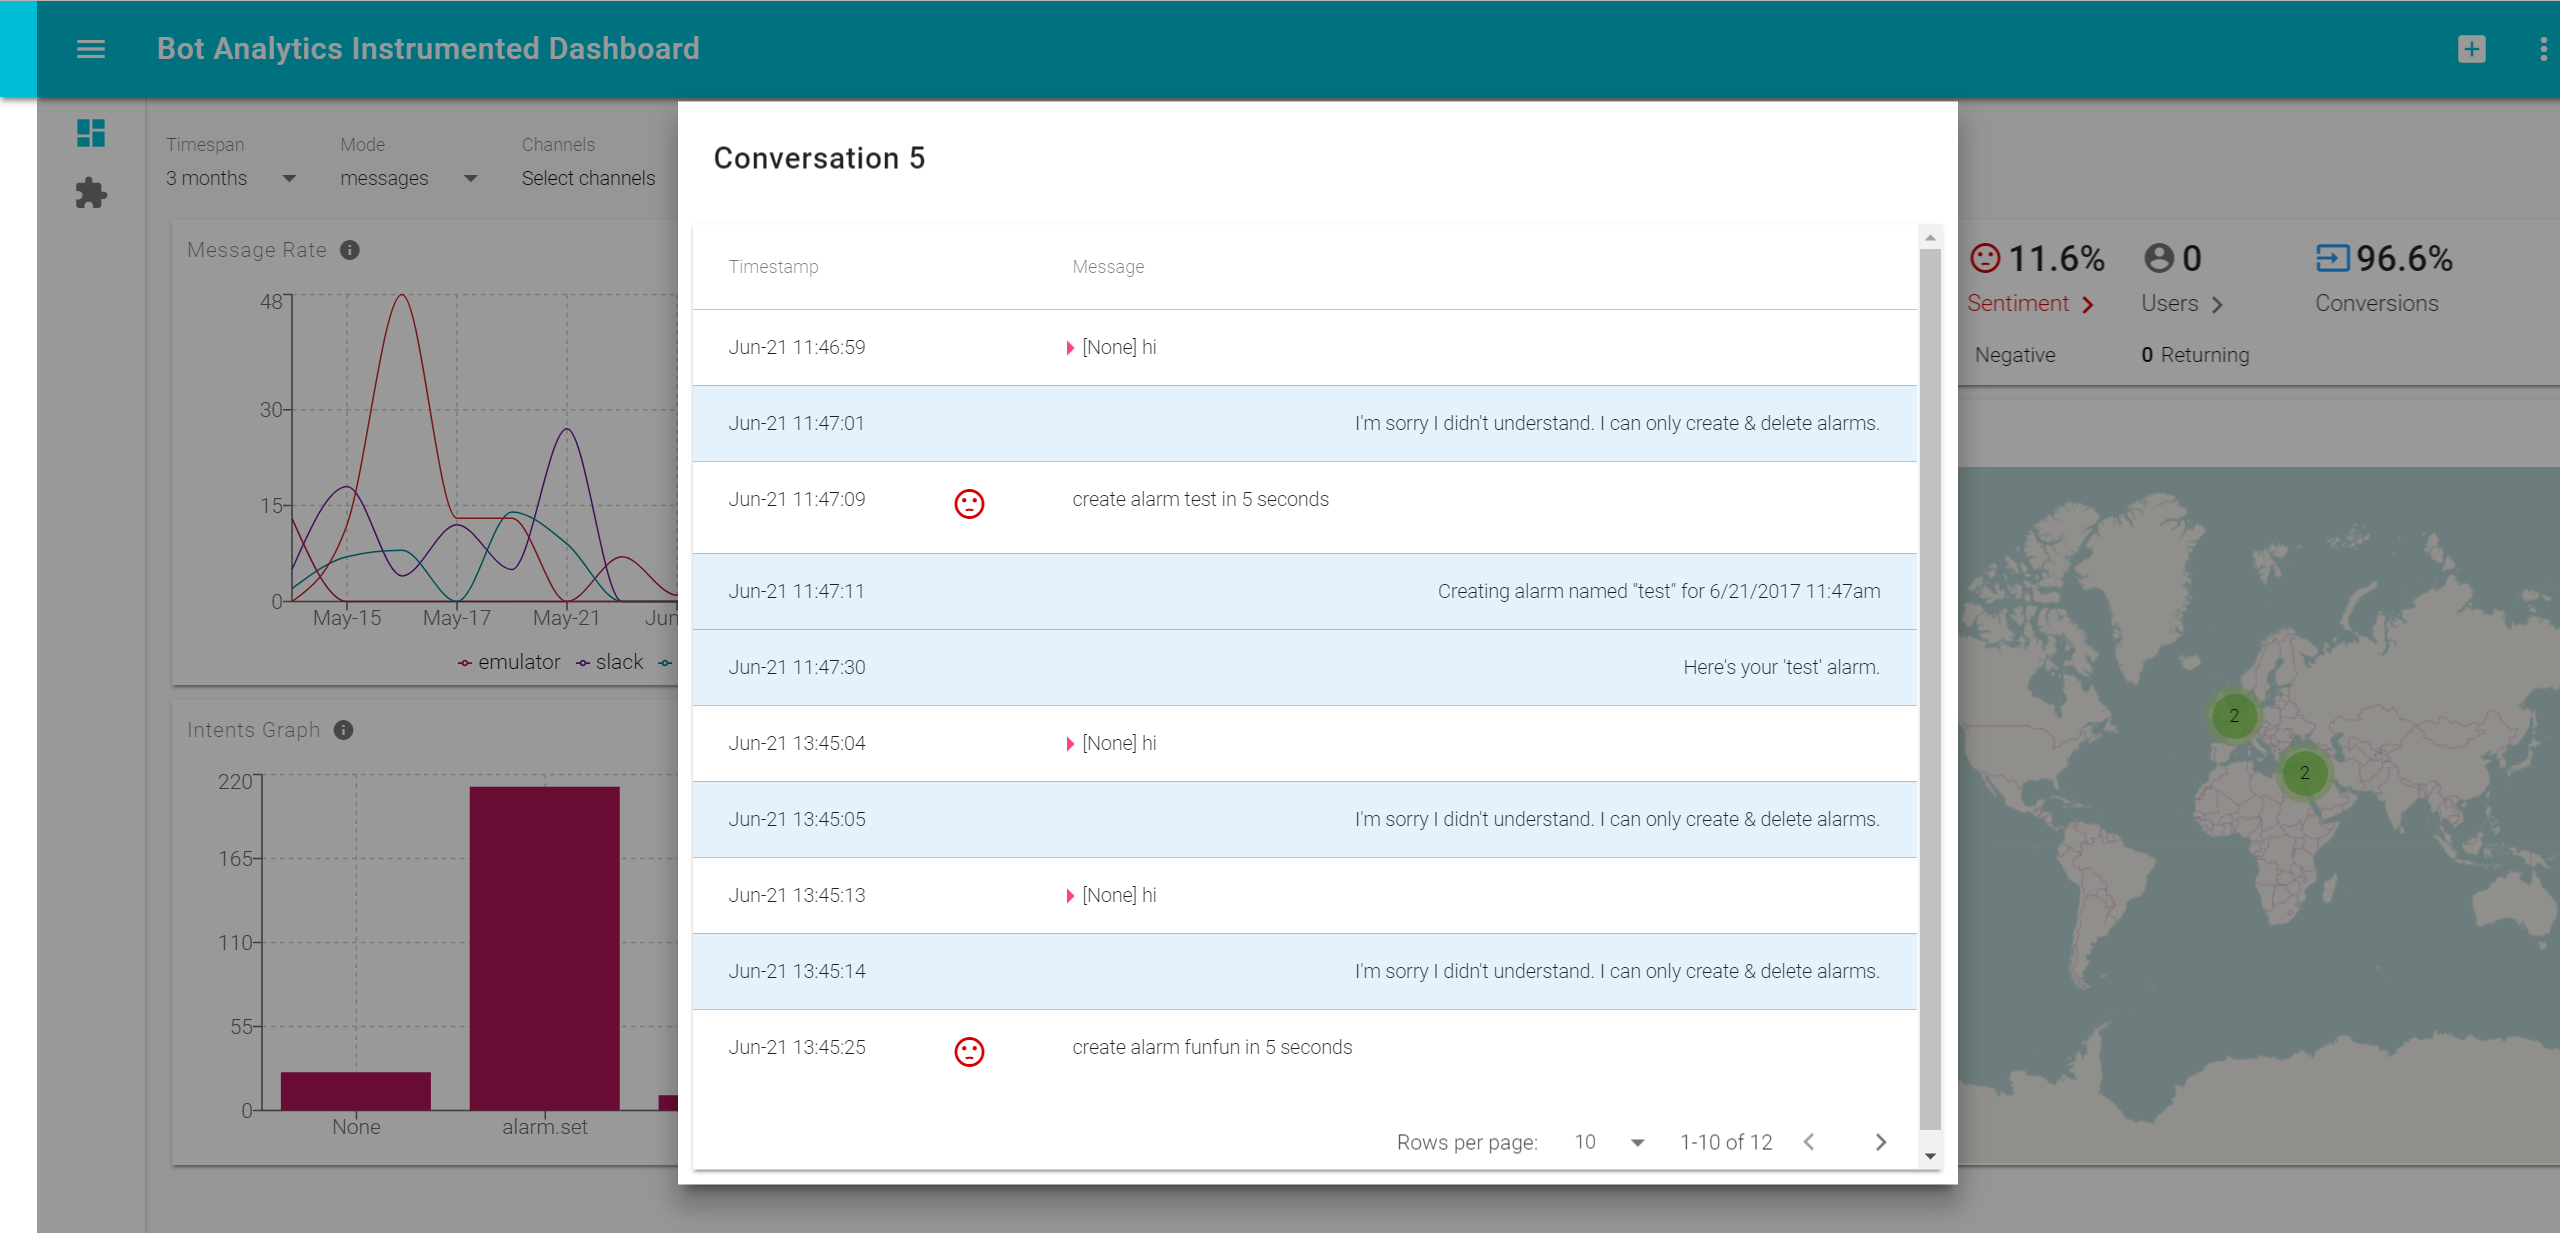 Bot Analytics Instrumented Dashboard
Timespan
Mode
Channels
3 months
messages
Select channels
Message Rate
48
30
15
0
May-15
May-17
May-21
Jun
emulator
slack
Intents Graph
220
165
110
55
0
None
alarm.set
Conversation 5
Timestamp
Message
Jun-21 11:46:59
[None] hi
Jun-21 11:47:01
I'm sorry I didn't understand. I can only create & delete alarms.
Jun-21 11:47:09
create alarm test in 5 seconds
Jun-21 11:47:11
Creating alarm named "test" for 6/21/2017 11:47am
Jun-21 11:47:30
Here's your 'test' alarm.
Jun-21 13:45:04
[None] hi
Jun-21 13:45:05
I'm sorry I didn't understand. I can only create & delete alarms.
Jun-21 13:45:13
[None] hi
Jun-21 13:45:14
I'm sorry I didn't understand. I can only create & delete alarms.
Jun-21 13:45:25
create alarm funfun in 5 seconds
Rows per page:
10
1-10 of 12
11.6%
Sentiment
Negative
0
Users
0 Returning
96.6%
Conversions
2
2